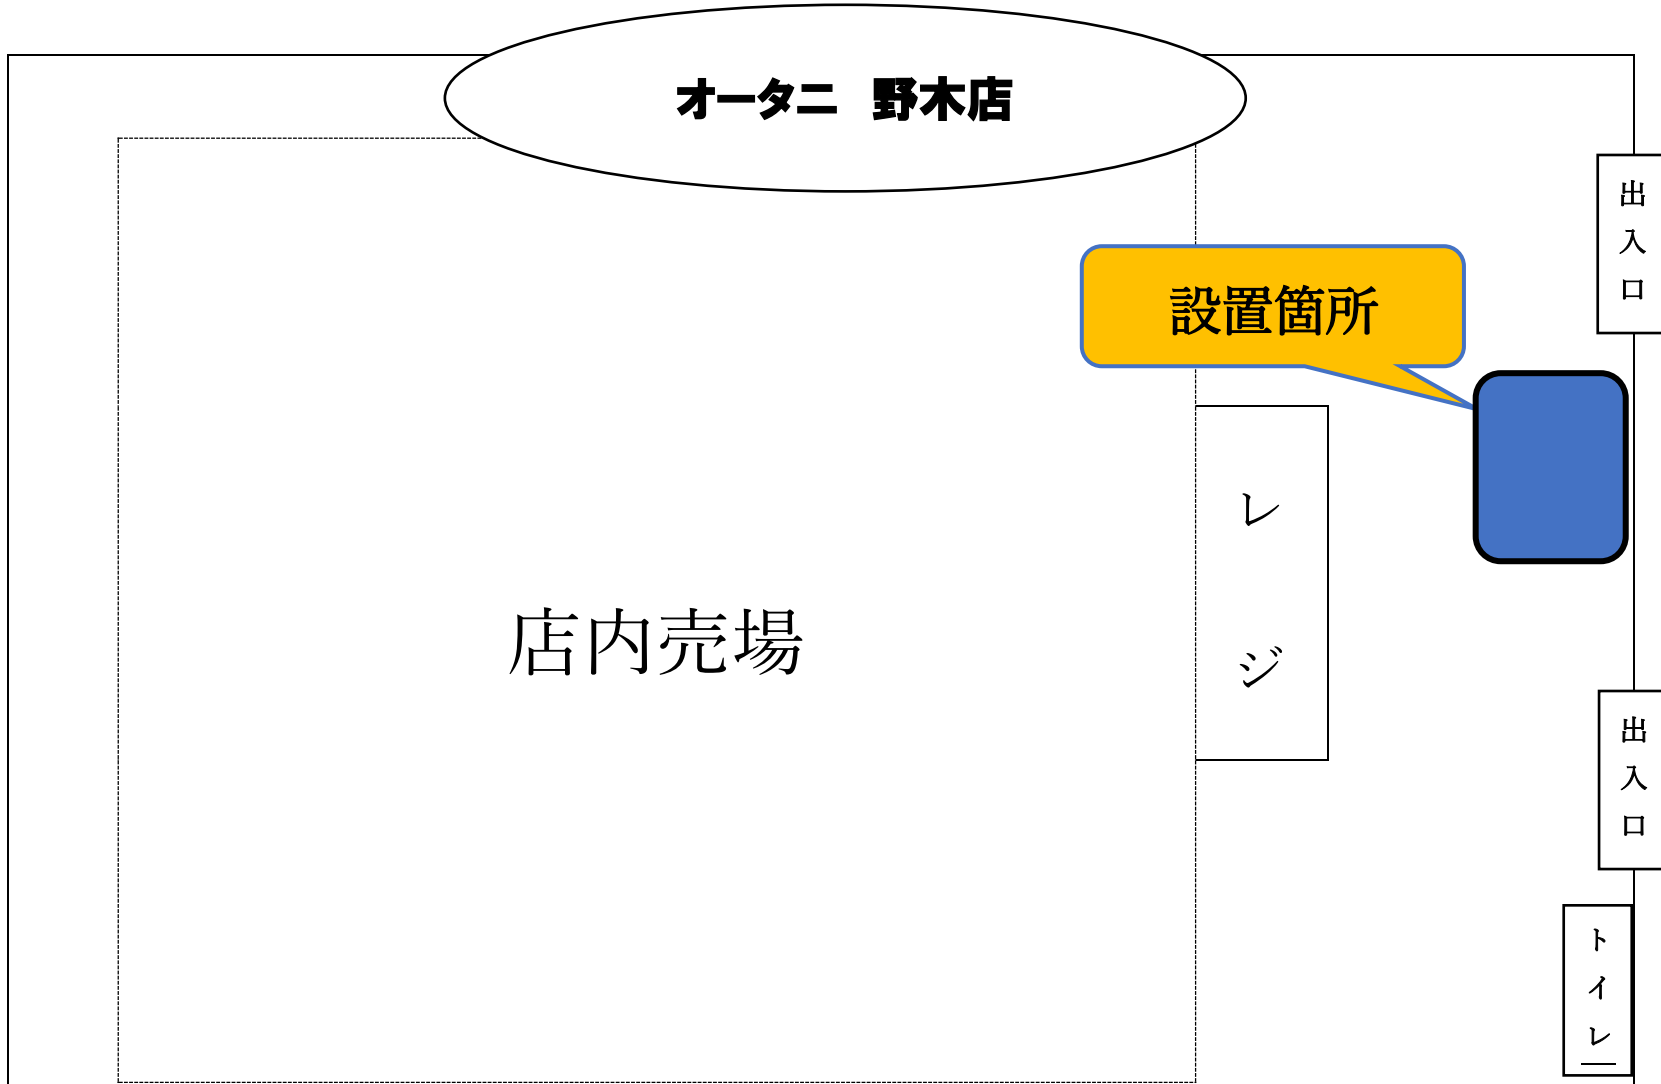 オータニ　野木店
出入口
設置箇所
レジ
店内売場
出入口
トイレ